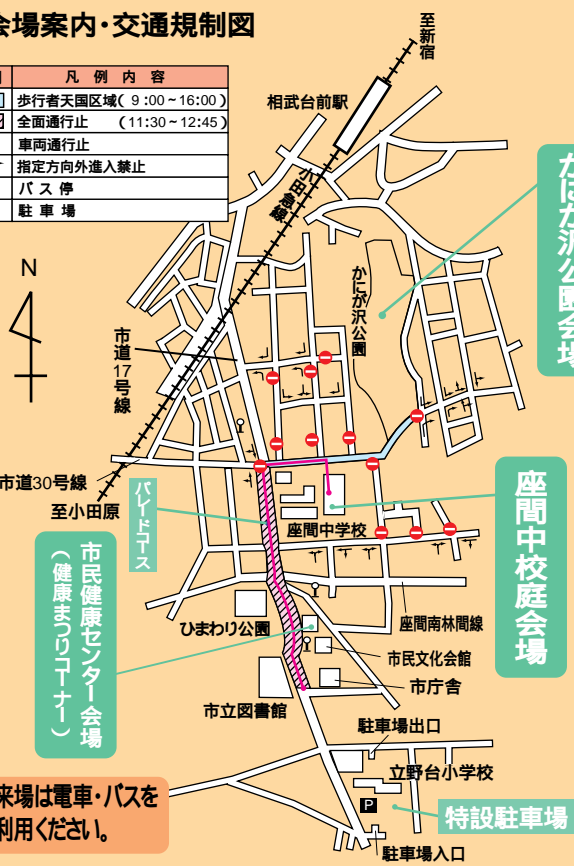 会場案内・交通規制図
至新宿
凡例内容
歩行者天国区域( 9:00~16:00)
全面通行止 (11:30~12:45)
車両通行止
指定方向外進入禁止
バス停
駐車場
相武台前駅
小田急線
N
かにが沢公園
かにが沢公園会場
市道17号線
市道30号線
至小田原
パレードコース
座間中学校
座間中校庭会場
市民健康センター会場
(健康まつりコーナー)
ひまわり公園
座間南林間線
市民文化会館
市庁舎
市立図書館
駐車場出口
立野台小学校
P
特設駐車場
駐車場入口
来場は電車・バスを
利用ください。